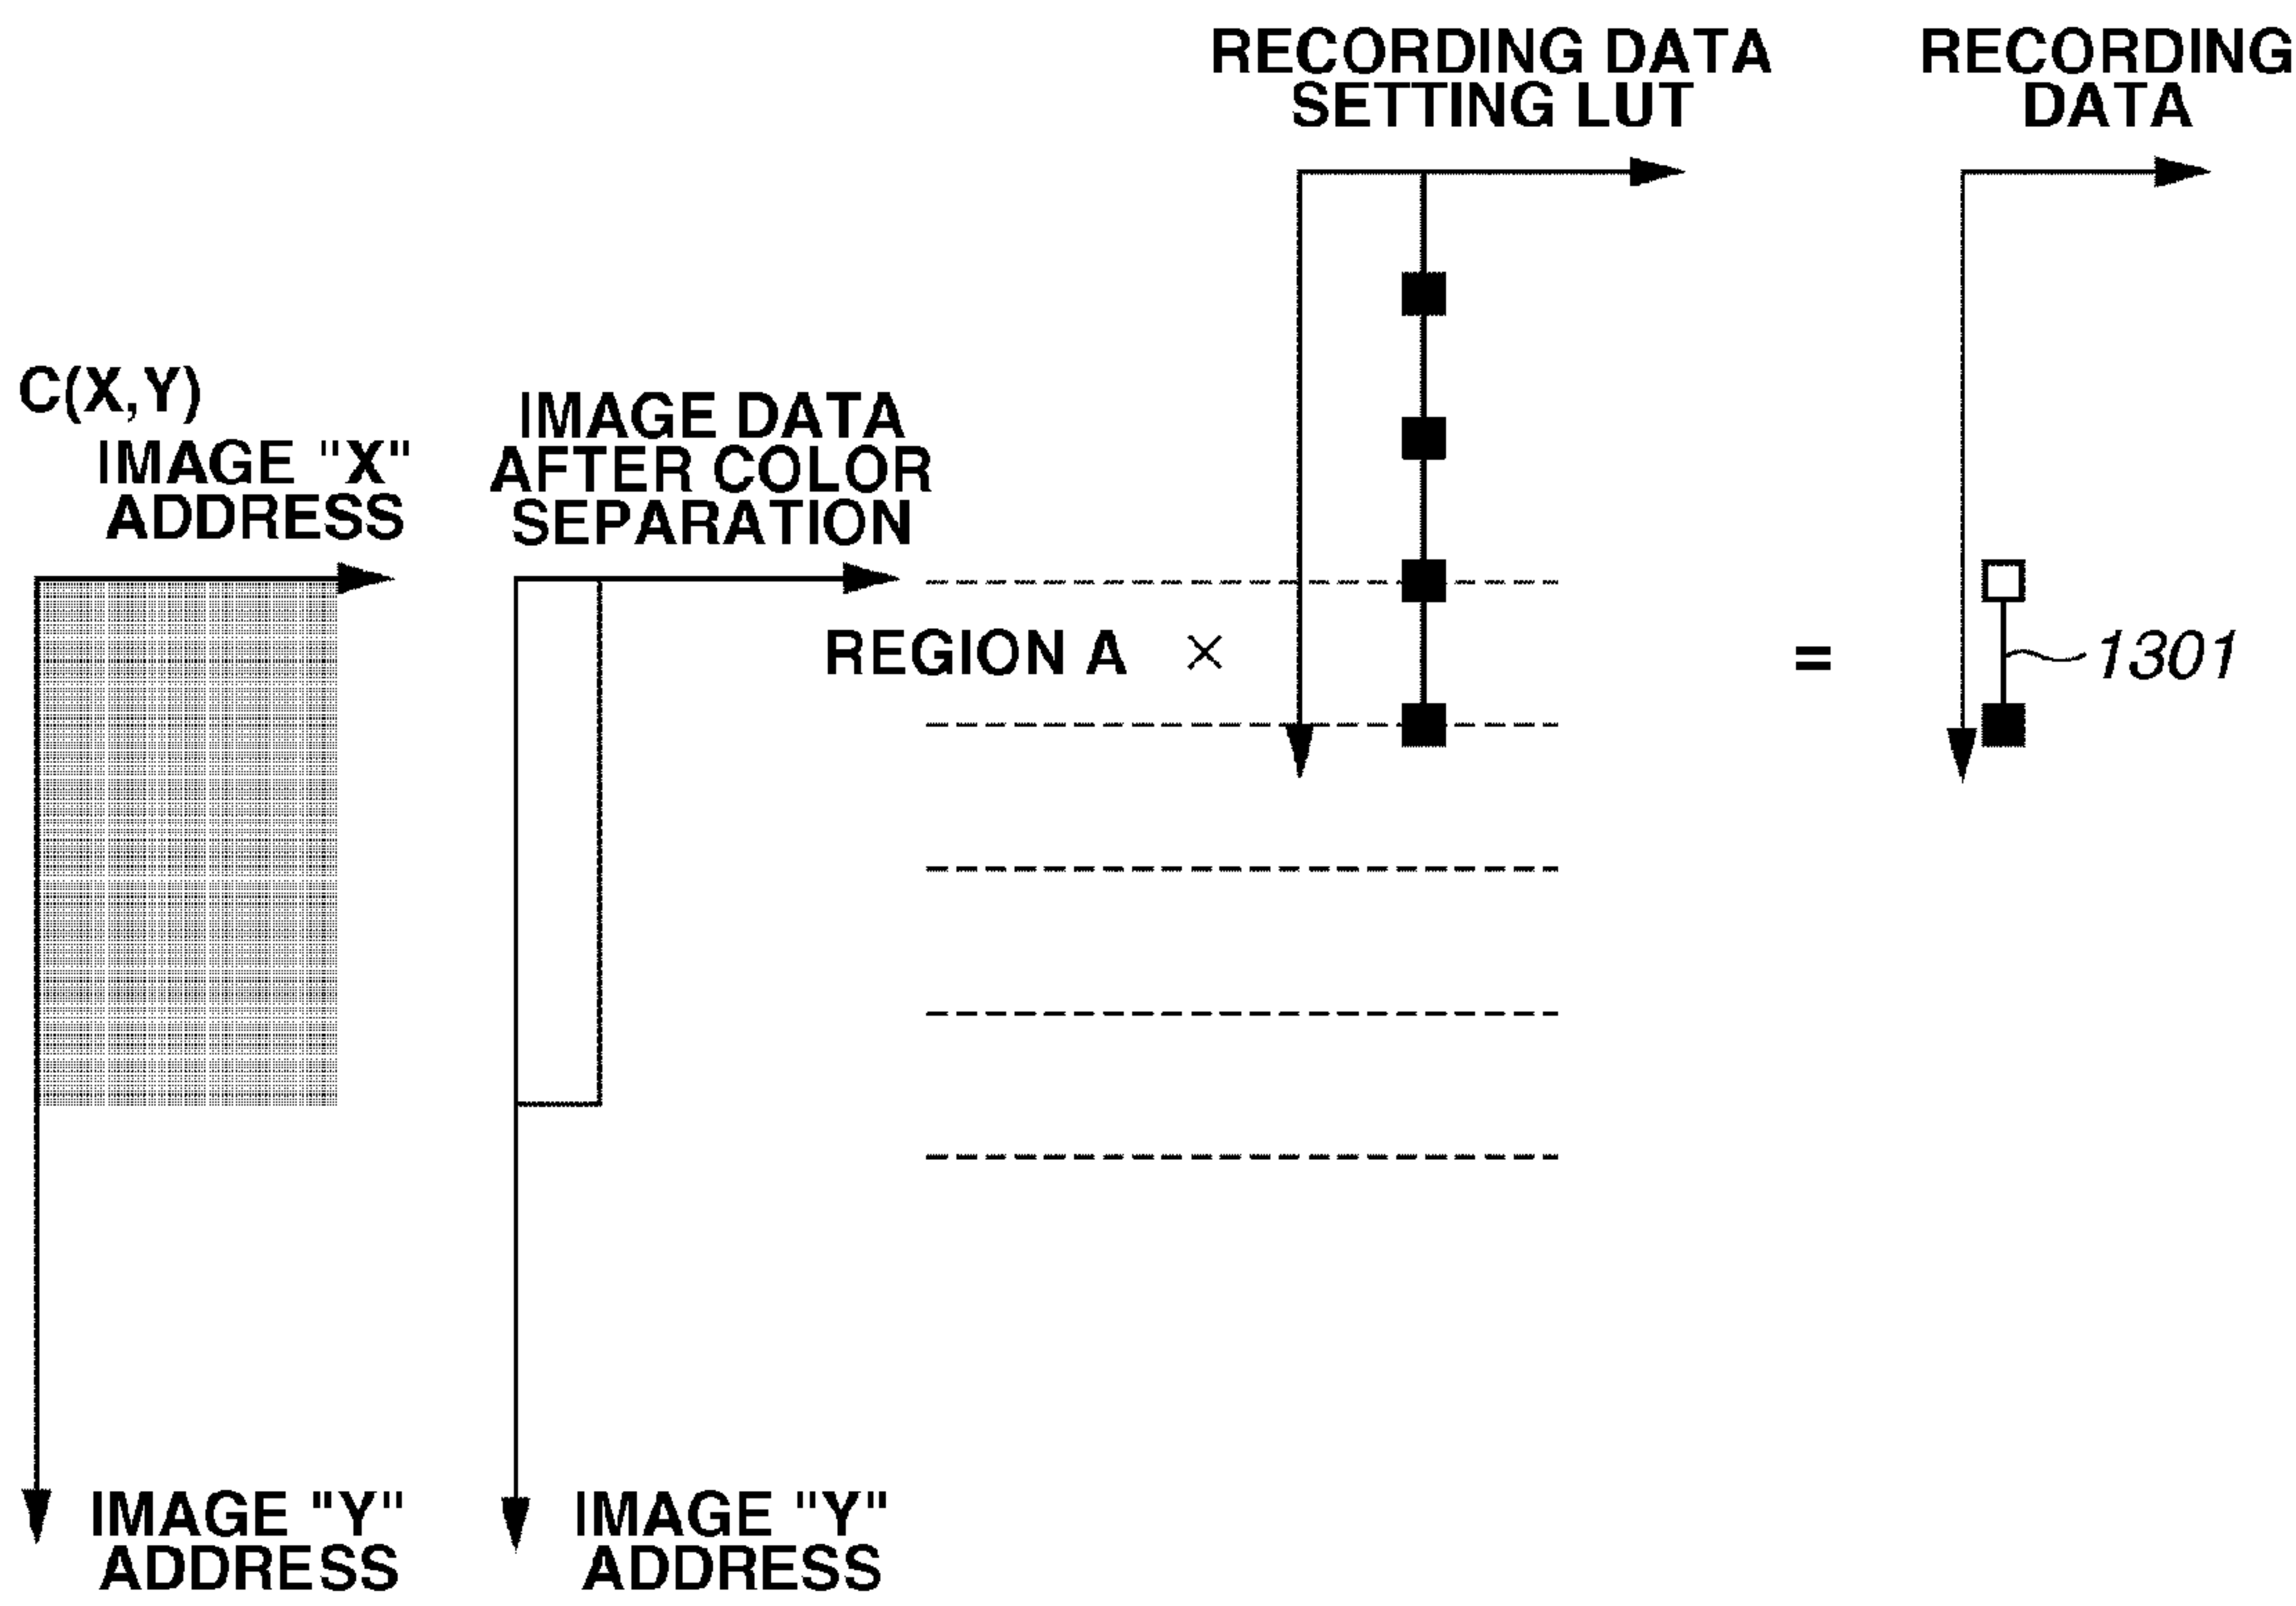 RECORDING DATA
SETTING LUT
RECORDING
DATA
C(X,Y)
IMAGE "X"
ADDRESS
IMAGE DATA
AFTER COLOR
SEPARATION
REGION A ×
=
1301
IMAGE "Y"
ADDRESS
IMAGE "Y"
ADDRESS